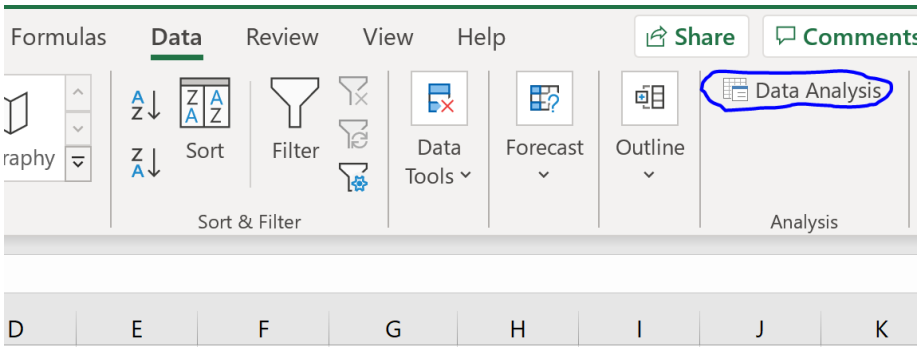 Formulas Data Review View Help Share Comments
A Z Z A A Z Data Analysis
raphy Z A Sort Filter Data Tools Forecast Outline
Sort & Filter Analysis
D E F G H I J K